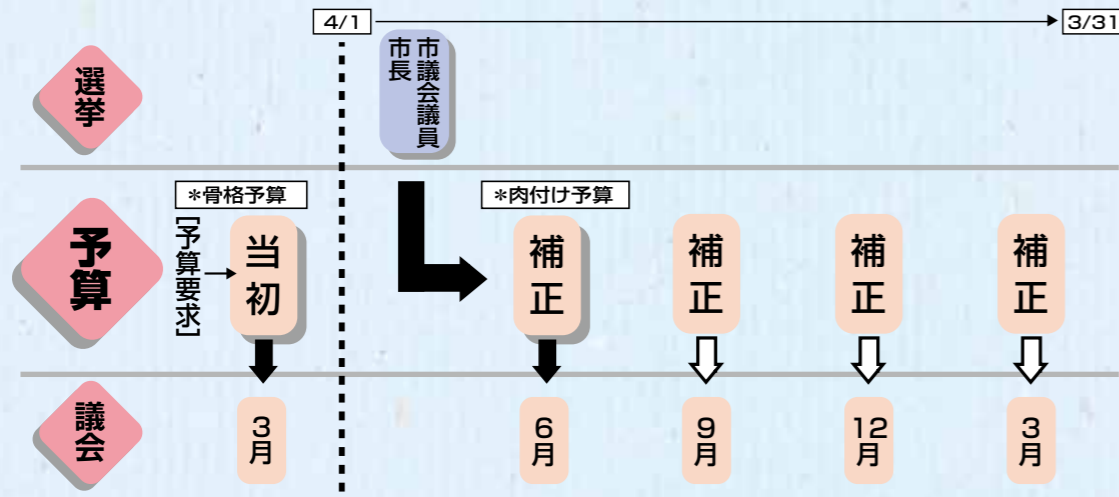 4/1
3/31
選挙
市議会議員
市長
予算
*骨格予算
[予算要求]
当初
*肉付け予算
補正
補正
補正
補正
議会
3月
6月
9月
12月
3月